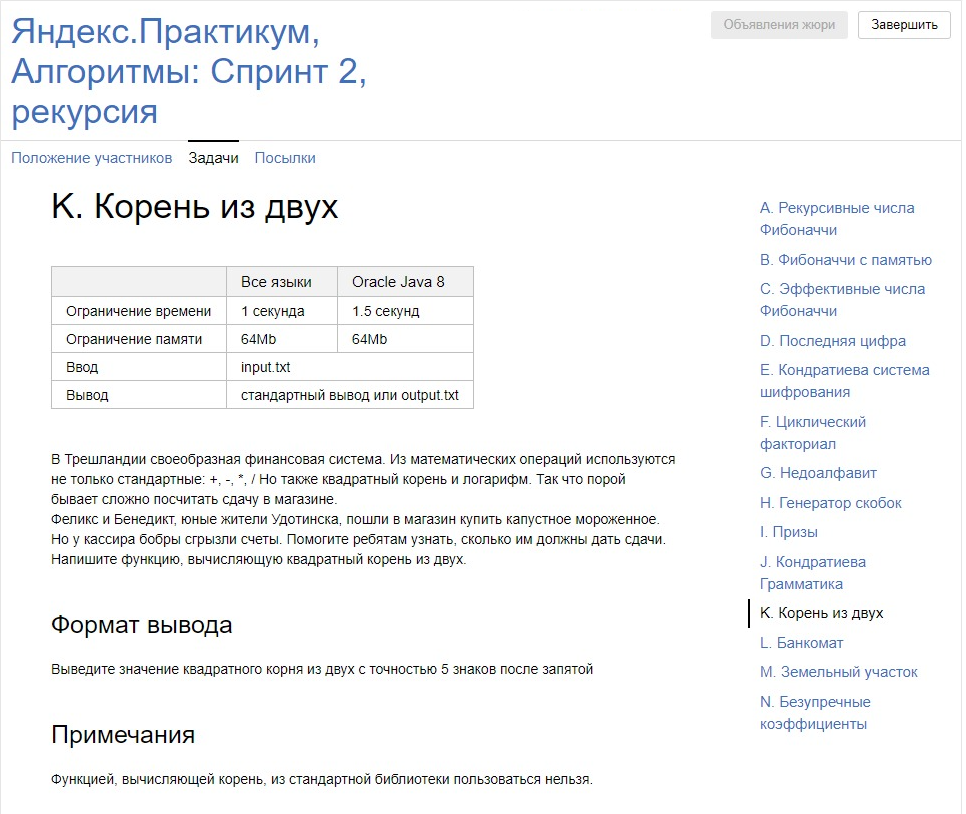 Яндекс.Практикум,
Алгоритмы: Спринт 2,
рекурсия
Объявления жюри
Завершить
Положение участников Задачи Посылки
K. Корень из двух
Все языки Oracle Java 8
Ограничение времени 1 секунда 1.5 секунд
Ограничение памяти 64Mb 64Mb
Ввод input.txt
Вывод стандартный вывод или output.txt
В Трешландии своеобразная финансовая система. Из математических операций используются
не только стандартные: +, -, *, / Но также квадратный корень и логарифм. Так что порой
бывает сложно посчитать сдачу в магазине.
Феликс и Бенедикт, юные жители Удотинска, пошли в магазин купить капустное мороженное.
Но у кассира бобры сгрызли счеты. Помогите ребятам узнать, сколько им должны дать сдачи.
Напишите функцию, вычисляющую квадратный корень из двух.
Формат вывода
Выведите значение квадратного корня из двух с точностью 5 знаков после запятой
Примечания
Функцией, вычисляющей корень, из стандартной библиотеки пользоваться нельзя.
A. Рекурсивные числа
Фибоначчи
B. Фибоначчи с памятью
C. Эффективные числа
Фибоначчи
D. Последняя цифра
E. Кондратиева система
шифрования
F. Циклический
факториал
G. Недоалфавит
H. Генератор скобок
I. Призы
J. Кондратиева
Грамматика
K. Корень из двух
L. Банкомат
M. Земельный участок
N. Безупречные
коэффициенты